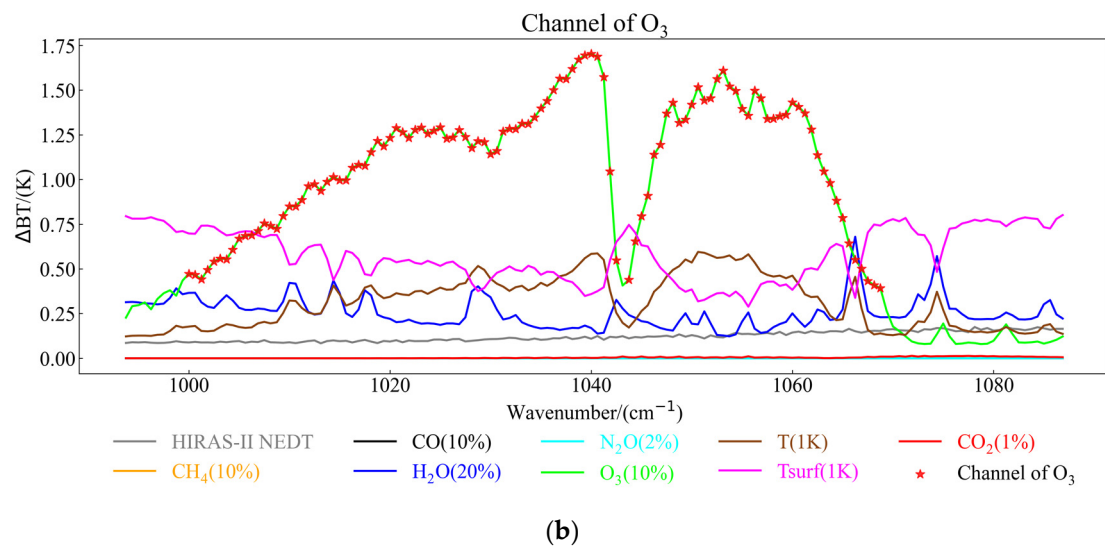 Channel of O₃
ΔBT/(K)
1.75
1.50
1.25
1.00
0.75
0.50
0.25
0.00
1000 1020 1040 1060 1080
Wavenumber/(cm⁻¹)
HIRAS-II NEDT CO(10%) N₂O(2%) T(1K) CO₂(1%)
CH₄(10%) H₂O(20%) O₃(10%) Tsurf(1K) Channel of O₃
(b)